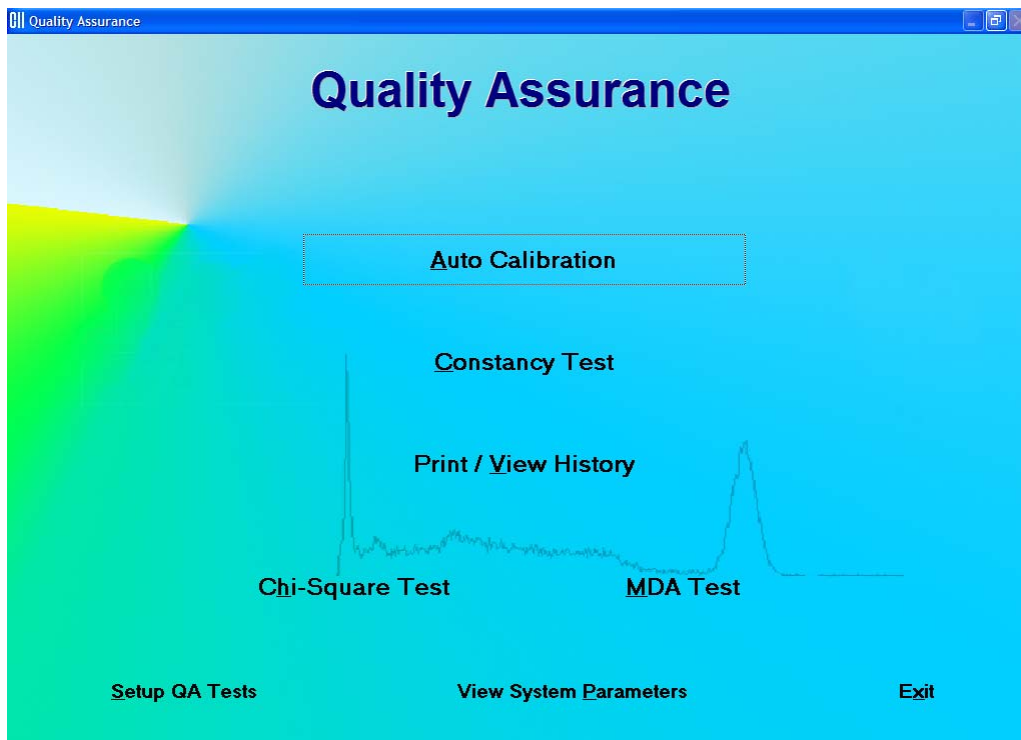 CII Quality Assurance
Quality Assurance
Auto Calibration
Constancy Test
Print / View History
Chi-Square Test MDA Test
Setup QA Tests View System Parameters Exit